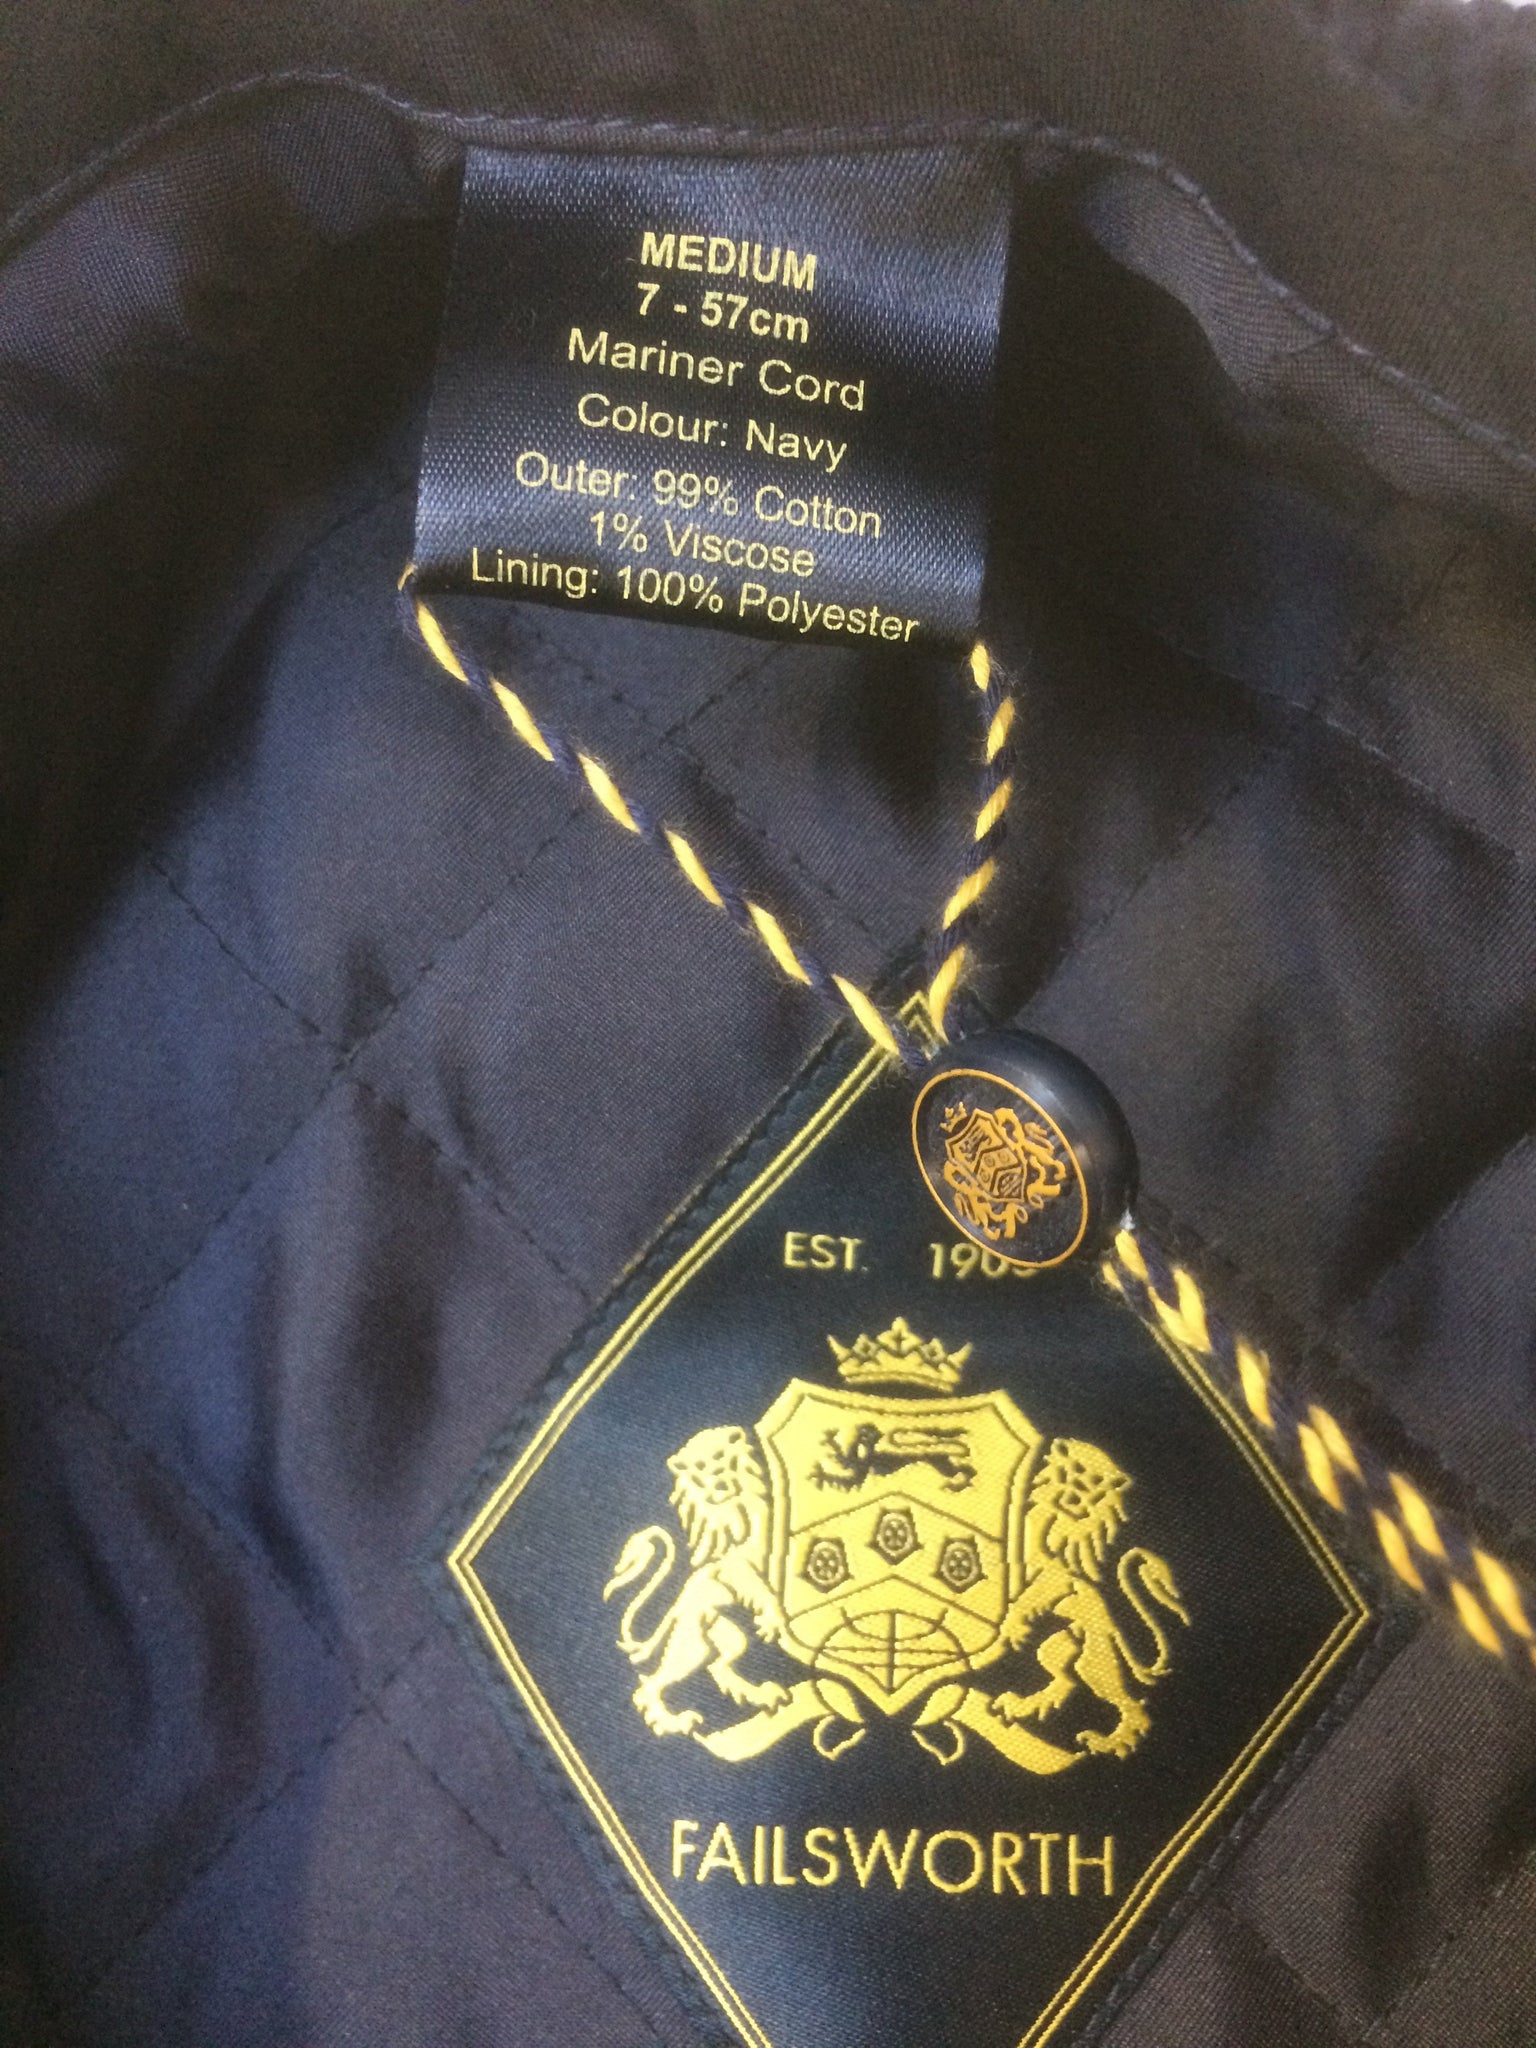 MEDIUM
7 - 57cm
Mariner Cord
Colour: Navy
Outer: 99% Cotton
1% Viscose
Lining: 100% Polyester
EST.
FAILSWORTH